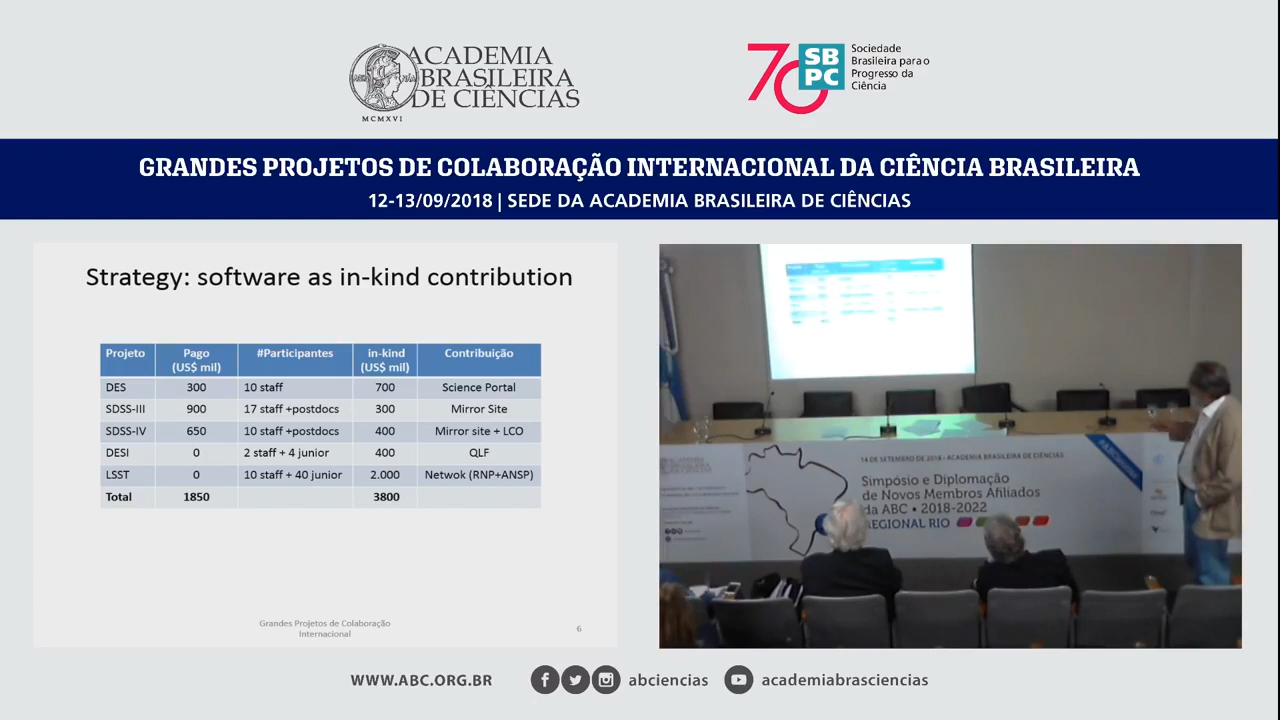 ACADEMIA
BRASILEIRA
DE CIÊNCIAS
MCMXVI
70
SB
PC
Sociedade
Brasileira para o
Progresso da
Ciência
GRANDES PROJETOS DE COLABORAÇÃO INTERNACIONAL DA CIÊNCIA BRASILEIRA
12-13/09/2018 | SEDE DA ACADEMIA BRASILEIRA DE CIÊNCIAS
Strategy: software as in-kind contribution
Projeto Pago (US$ mil) #Participantes in-kind (US$ mil) Contribuição
DES 300 10 staff 700 Science Portal
SDSS-III 900 17 staff +postdocs 300 Mirror Site
SDSS-IV 650 10 staff +postdocs 400 Mirror site + LCO
DESI 0 2 staff + 4 junior 400 QLF
LSST 0 10 staff + 40 junior 2.000 Netwok (RNP+ANSP)
Total 1850 3800
Grandes Projetos de Colaboração
Internacional
6
14 DE SETEMBRO DE 2018 - ACADEMIA BRASILEIRA DE CIÊNCIAS
Simpósio e Diplomação
de Novos Membros Afiliados
da ABC • 2018-2022
REGIONAL RIO
WWW.ABC.ORG.BR
abciencias
academiabrasciencias